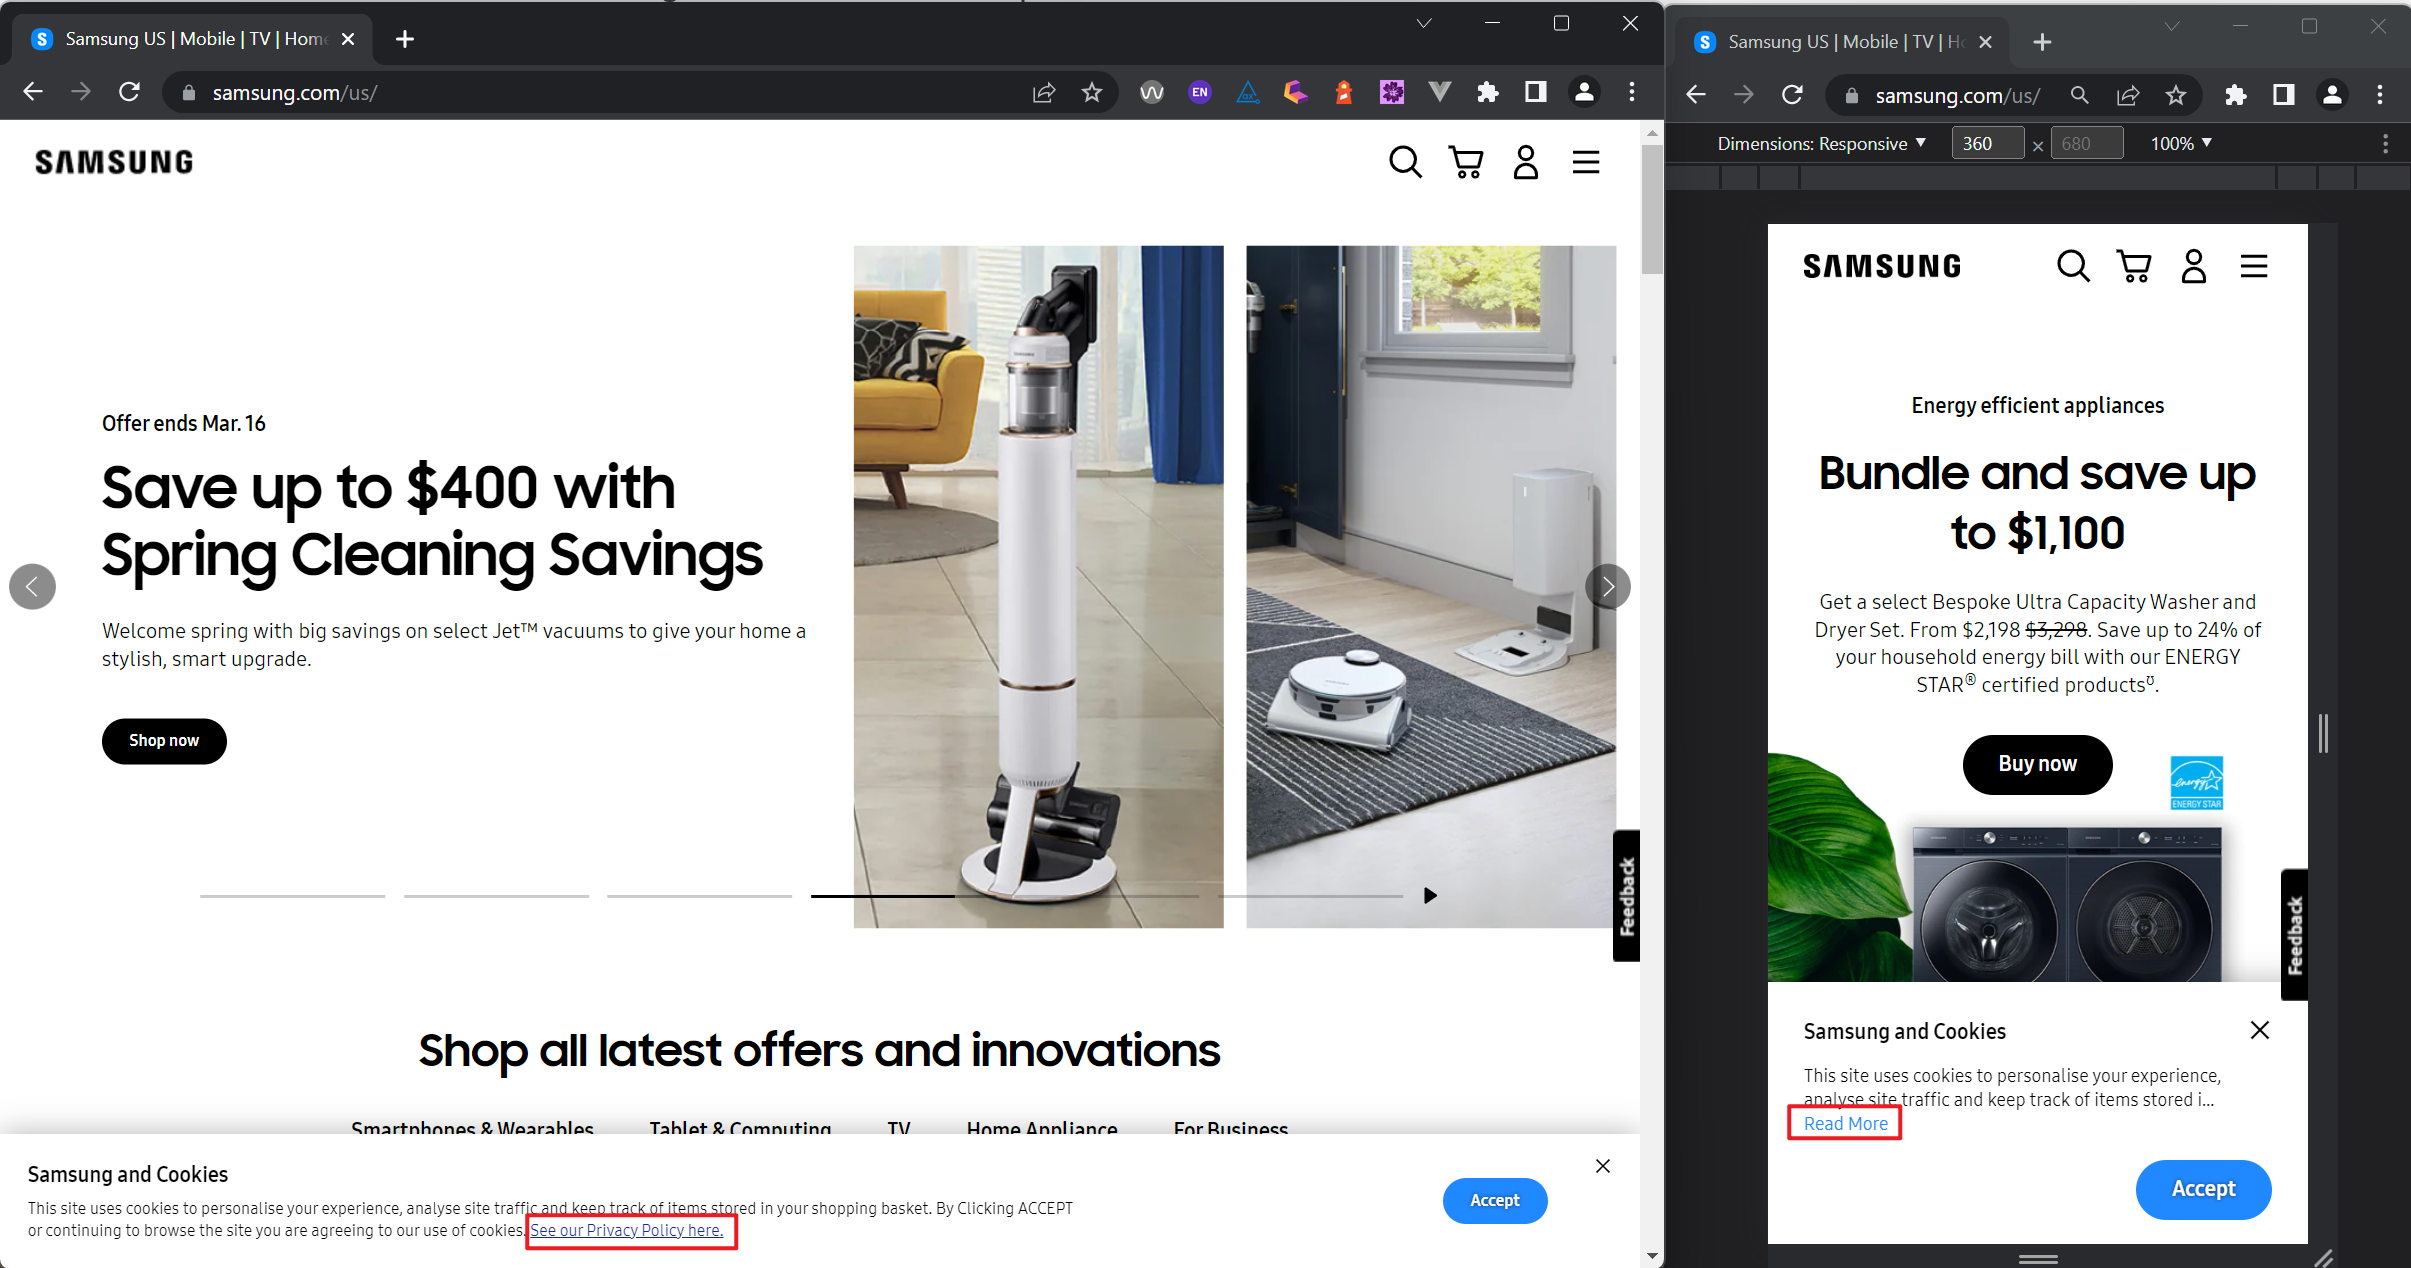 Samsung US | Mobile | TV | Home
samsung.com/us/
EN
SAMSUNG
Offer ends Mar. 16
Save up to $400 with
Spring Cleaning Savings
Welcome spring with big savings on select Jet™ vacuums to give your home a
stylish, smart upgrade.
Shop now
Feedback
Shop all latest offers and innovations
Smartphones & Wearables
Tablet & Computing
TV
Home Appliance
For Business
Samsung and Cookies
This site uses cookies to personalise your experience, analyse site traffic and keep track of items stored in your shopping basket. By Clicking ACCEPT
or continuing to browse the site you are agreeing to our use of cookies. See our Privacy Policy here.
Accept
Samsung US | Mobile | TV | Ho
samsung.com/us/
Dimensions: Responsive
360
×
680
100%
SAMSUNG
Energy efficient appliances
Bundle and save up
to $1,100
Get a select Bespoke Ultra Capacity Washer and
Dryer Set. From $2,198 $3,298. Save up to 24% of
your household energy bill with our ENERGY
STAR® certified products℧.
Buy now
energy
ENERGY STAR
Feedback
Samsung and Cookies
This site uses cookies to personalise your experience,
analyse site traffic and keep track of items stored i...
Read More
Accept